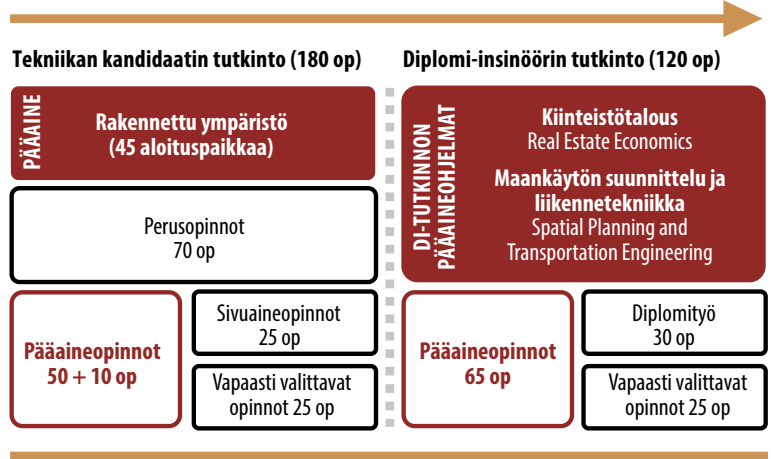 Tekniikan kandidaatin tutkinto (180 op)
PÄÄAINE
Rakennettu ympäristö
(45 aloituspaikkaa)
Perusopinnot
70 op
Pääaineopinnot
50 + 10 op
Sivuaineopinnot
25 op
Vapaasti valittavat
opinnot 25 op
Diplomi-insinöörin tutkinto (120 op)
DI-TUTKINNON
PÄÄAINEOHJELMAT
Kiinteistötalous
Real Estate Economics
Maankäytön suunnittelu ja
liikennetekniikka
Spatial Planning and
Transportation Engineering
Pääaineopinnot
65 op
Diplomityö
30 op
Vapaasti valittavat
opinnot 25 op